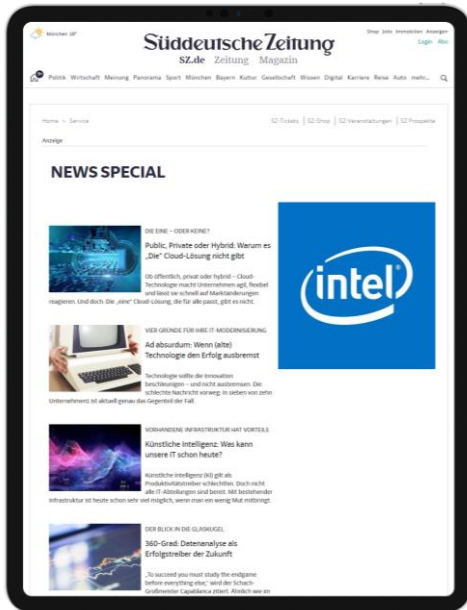 München 18°
Shop Jobs Immobilien Anzeigen
Login Abo
Süddeutsche Zeitung
SZ.de Zeitung Magazin
Politik Wirtschaft Meinung Panorama Sport München Bayern Kultur Gesellschaft Wissen Digital Karriere Reise Auto mehr...
Home > Service
SZ-Tickets | SZ-Shop | SZ-Veranstaltungen | SZ-Prospekte
Anzeige
NEWS SPECIAL
intel
DIE EINE – ODER KEINE?
Public, Private oder Hybrid: Warum es
„Die" Cloud-Lösung nicht gibt
Ob öffentlich, privat oder hybrid – Cloud-
Technologie macht Unternehmen agil, flexibel
und lässt sie schnell auf Marktänderungen
reagieren. Und doch: Die „eine" Cloud-Lösung, die für alle passt, gibt es nicht.
VIER GRÜNDE FÜR IHRE IT-MODERNISIERUNG
Ad absurdum: Wenn (alte)
Technologie den Erfolg ausbremst
Technologie sollte die Innovation
beschleunigen – und nicht ausbremsen. Die
schlechte Nachricht vorweg: In sieben von zehn
Unternehmen) ist aktuell genau das Gegenteil der Fall.
VORHANDENE INFRASTRUKTUR HAT VORTEILE
Künstliche Intelligenz: Was kann
unsere IT schon heute?
Künstliche Intelligenz (KI) gilt als
Produktivitätstreiber schlechthin. Doch nicht
alle IT-Abteilungen sind bereit. Mit bestehender
Infrastruktur ist heute schon sehr viel möglich, wenn man ein wenig Mut mitbringt.
DER BLICK IN DIE GLASKUGEL
360-Grad: Datenanalyse als
Erfolgstreiber der Zukunft
„To succeed you must study the endgame
before everything else," wird der Schach-
Großmeister Capablanca zitiert. Ähnlich wie im